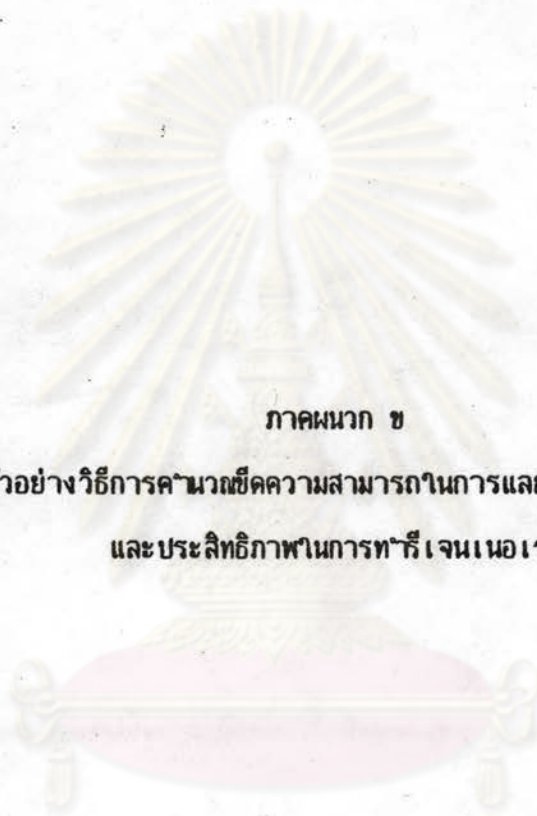 ภาคผนวก ข
วอย่างวิธีการคำนวณขีดความสามารถในการแล
และประสิทธิภาพในการทำรีเจนเนอเ